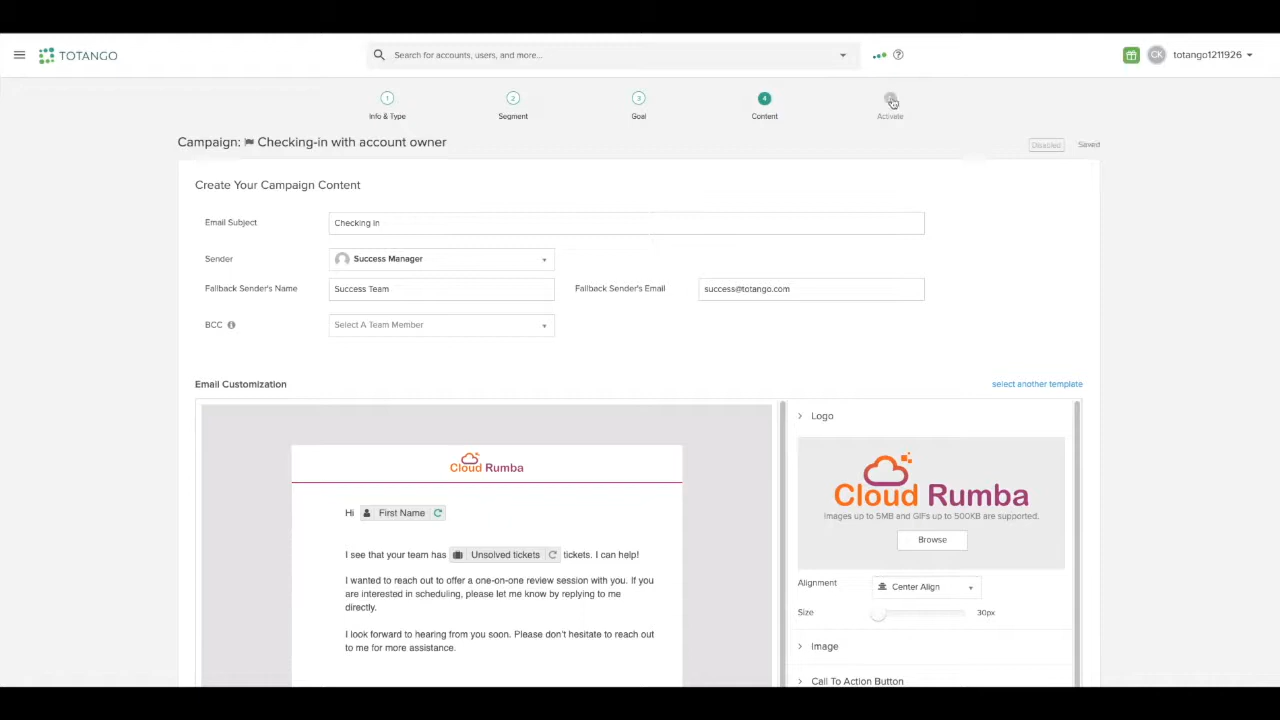 TOTANGO
Search for accounts, users, and more...
CK
totango1211926
1
2
3
4
Info & Type
Segment
Goal
Content
Activate
Campaign: Checking-in with account owner
Disabled
Saved
Create Your Campaign Content
Email Subject
Checking in
Sender
Success Manager
Fallback Sender's Name
Success Team
Fallback Sender's Email
success@totango.com
BCC
Select A Team Member
Email Customization
select another template
Logo
Cloud Rumba
Cloud Rumba
Images up to 5MB and GIFs up to 500KB are supported.
Browse
Hi First Name
I see that your team has Unsolved tickets tickets. I can help!
I wanted to reach out to offer a one-on-one review session with you. If you
are interested in scheduling, please let me know by replying to me
directly.
I look forward to hearing from you soon. Please don't hesitate to reach out
to me for more assistance.
Alignment
Center Align
Size
30px
Image
Call To Action Button